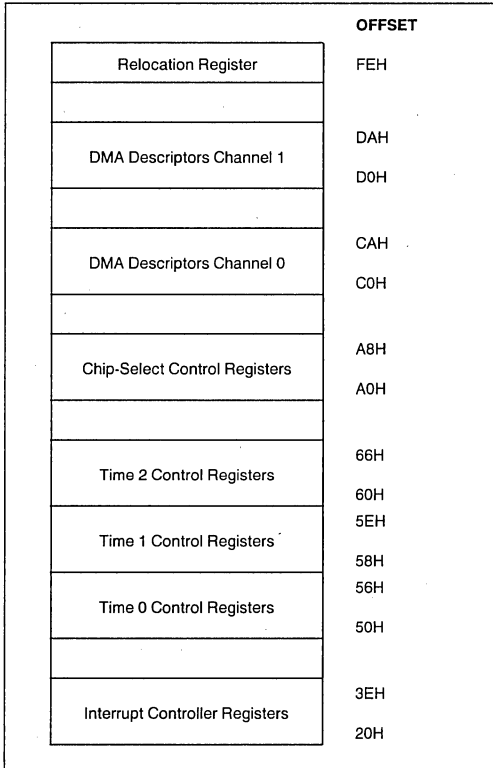 OFFSET
Relocation Register FEH
DAH
DMA Descriptors Channel 1
D0H
CAH
DMA Descriptors Channel 0
C0H
A8H
Chip-Select Control Registers
A0H
66H
Time 2 Control Registers
60H
5EH
Time 1 Control Registers
58H
56H
Time 0 Control Registers
50H
3EH
Interrupt Controller Registers
20H